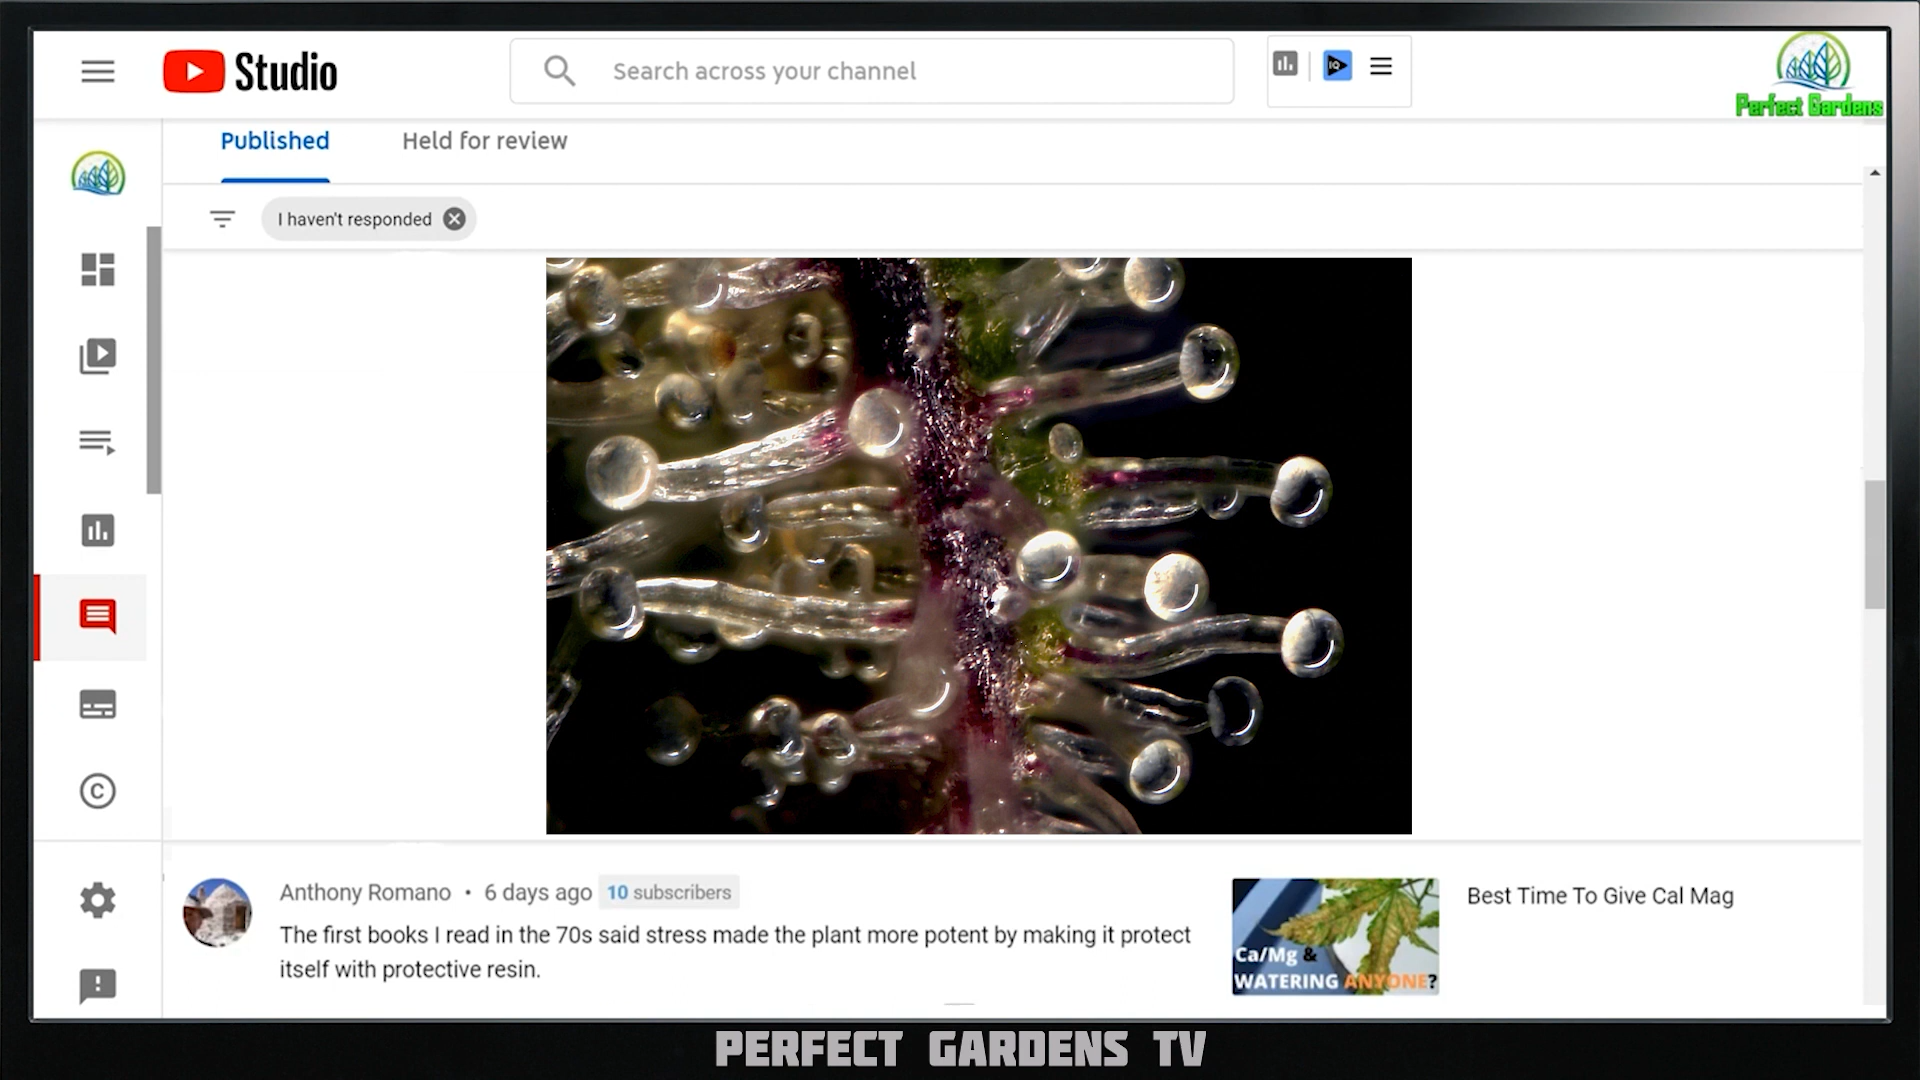 Studio
Search across your channel
IQ
Perfect Gardens
Published
Held for review
I haven't responded
Anthony Romano • 6 days ago 10 subscribers
The first books I read in the 70s said stress made the plant more potent by making it protect
itself with protective resin.
Ca/Mg &
WATERING ANYONE?
Best Time To Give Cal Mag
PERFECT GARDENS TV